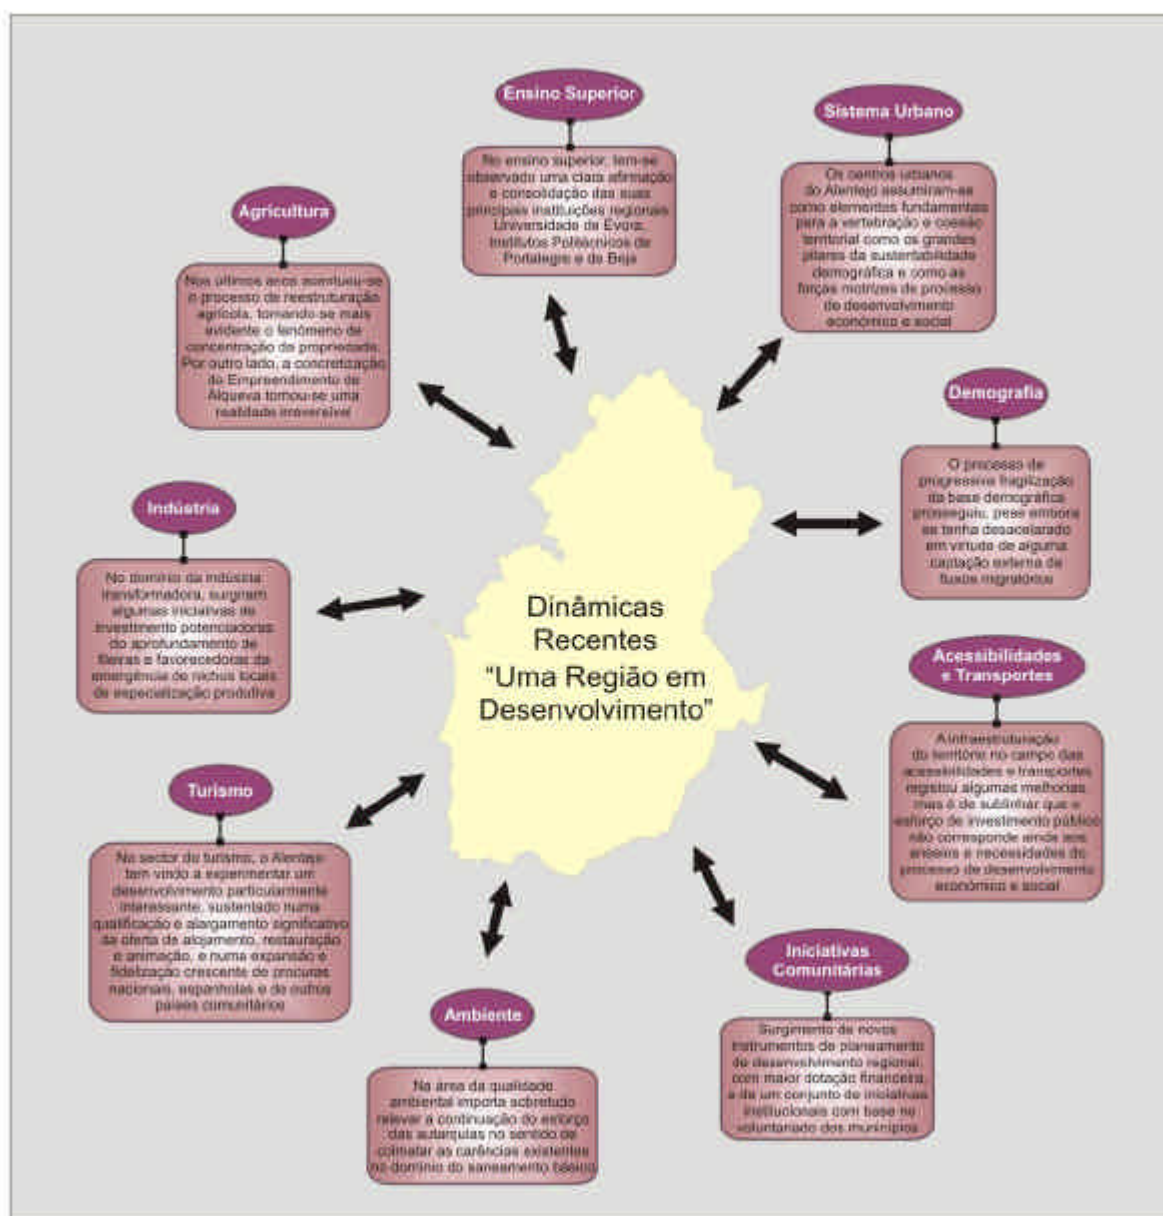 Ensino Superior
No ensino superior, tem-se
observado uma clara afirmação
e consolidação das suas
principais instituições regionais
Universidade de Évora,
Institutos Politécnicos de
Portalegre e de Beja
Sistema Urbano
Os centros urbanos
do Alentejo assumiram-se
como elementos fundamentais
para a vertebração e coesão
territorial como os grandes
pilares da sustentabilidade
demográfica e como as
forças motrizes do processo
de desenvolvimento
económico e social
Agricultura
Nos últimos anos acentuou-se
o processo de reestruturação
agrícola, tornando-se mais
evidente o fenómeno de
concentração da propriedade.
Por outro lado, a concretização
do Empreendimento de
Alqueva tornou-se uma
realidade irreversível
Demografia
O processo de
progressiva fragilização
da base demográfica
prosseguiu, pese embora
se tenha desacelarado
em virtude de alguma
captação externa de
fluxos migratórios
Indústria
No domínio da indústria
transformadora, surgiram
algumas iniciativas de
investimento potenciadoras
do aprofundamento de
fileiras e favorecedoras da
emergência de nichos locais
de especialização produtiva
Dinâmicas
Recentes
“Uma Região em
Desenvolvimento”
Acessibilidades
e Transportes
A infraestruturação
do território no campo das
acessibilidades e transportes
registou algumas melhorias,
mas é de sublinhar que o
esforço de investimento público
não corresponde ainda aos
anseios e necessidades do
processo de desenvolvimento
económico e social
Turismo
No sector do turismo, o Alentejo
tem vindo a experimentar um
desenvolvimento particularmente
interessante, sustentado numa
qualificação e alargamento significativo
da oferta de alojamento, restauração
e animação, e numa expansão e
fidelização crescente de procuras
nacionais, espanholas e de outros
países comunitários
Iniciativas
Comunitárias
Surgimento de novos
instrumentos de planeamento
de desenvolvimento regional,
com maior dotação financeira,
e de um conjunto de iniciativas
institucionais com base no
voluntariado dos municípios
Ambiente
Na área da qualidade
ambiental importa sobretudo
relevar a continuação do esforço
das autarquias no sentido de
colmatar as carências existentes
no domínio do saneamento básico